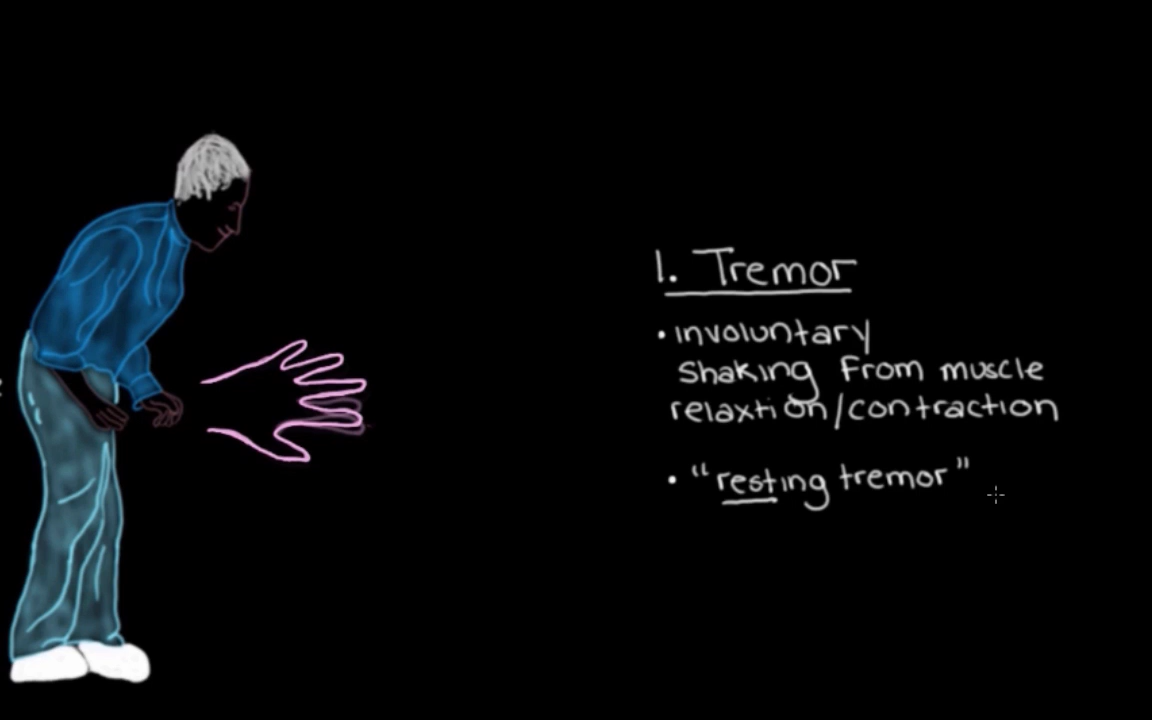 1. Tremor
• involuntary
shaking from muscle
relaxtion/contraction
• "resting tremor"